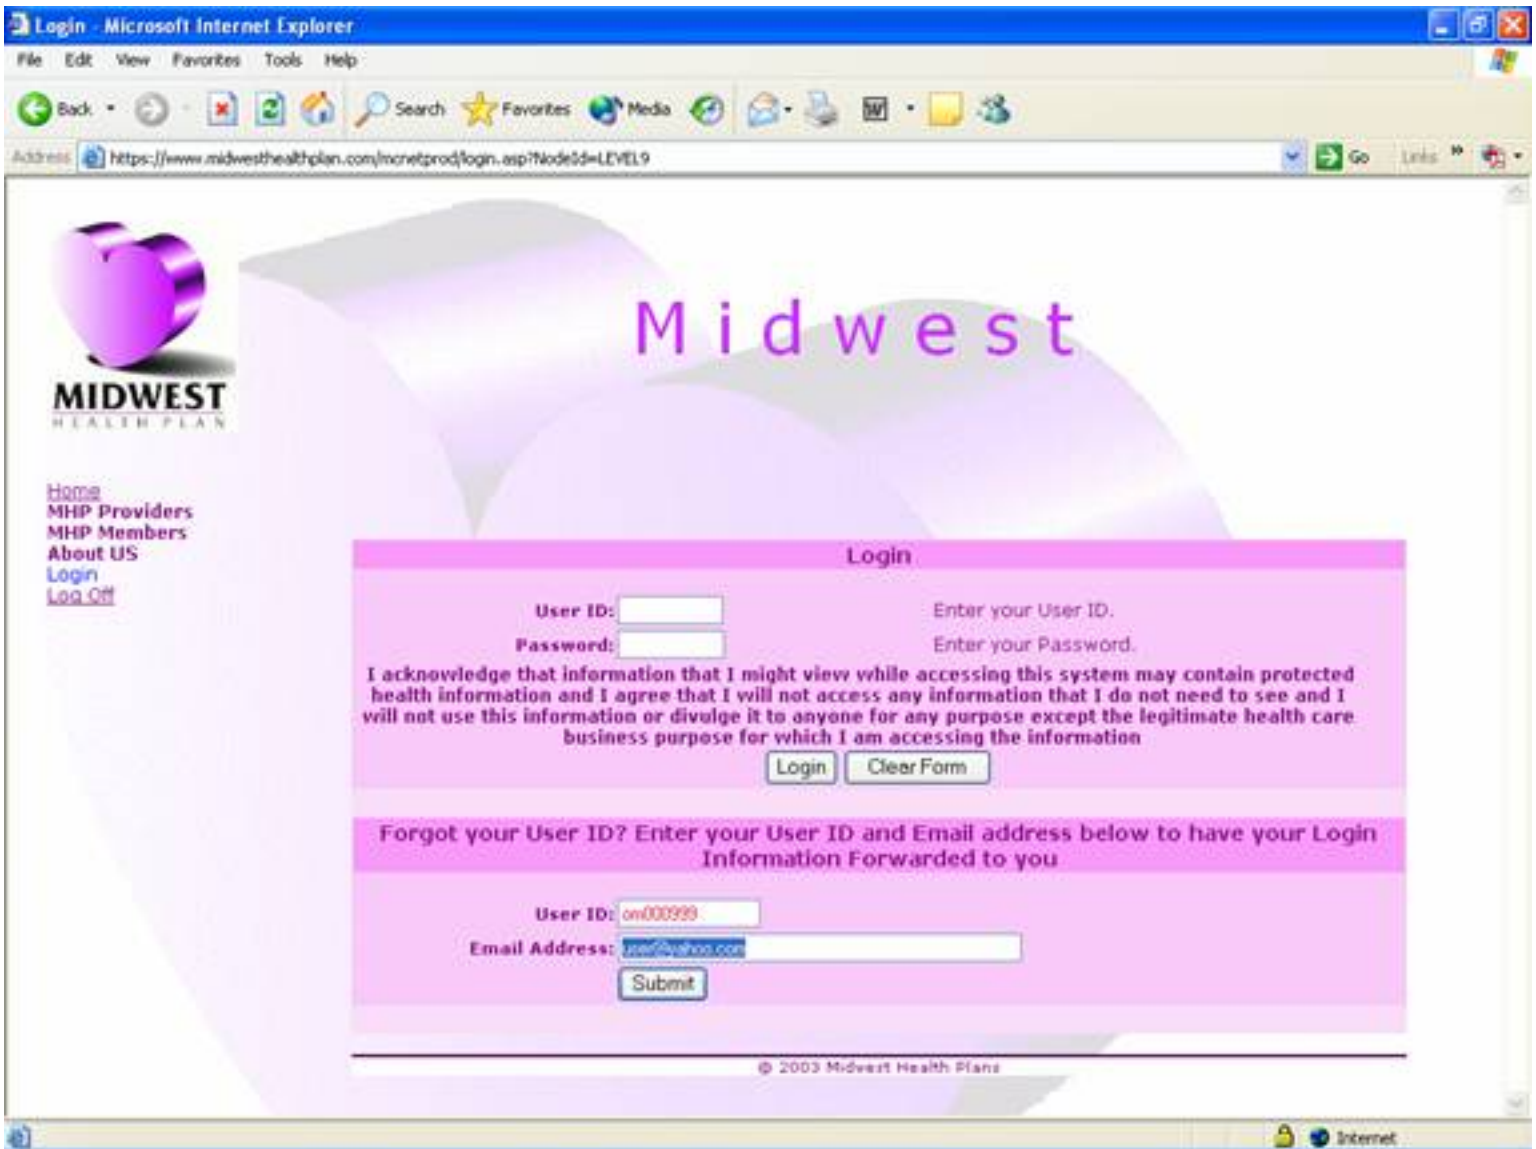 Login - Microsoft Internet Explorer
File Edit View Favorites Tools Help
Back Search Favorites Media W
Address https://www.midwesthealthplan.com/mcnetprod/login.asp?NodeId=LEVEL9 Go Links »
Midwest
MIDWEST
HEALTH PLAN
Home
MHP Providers
MHP Members
About US
Login
Log Off
Login
User ID: Enter your User ID.
Password: Enter your Password.
I acknowledge that information that I might view while accessing this system may contain protected
health information and I agree that I will not access any information that I do not need to see and I
will not use this information or divulge it to anyone for any purpose except the legitimate health care
business purpose for which I am accessing the information
Login Clear Form
Forgot your User ID? Enter your User ID and Email address below to have your Login
Information Forwarded to you
User ID: om000999
Email Address: user@yahoo.com
Submit
© 2003 Midwest Health Plans
Internet